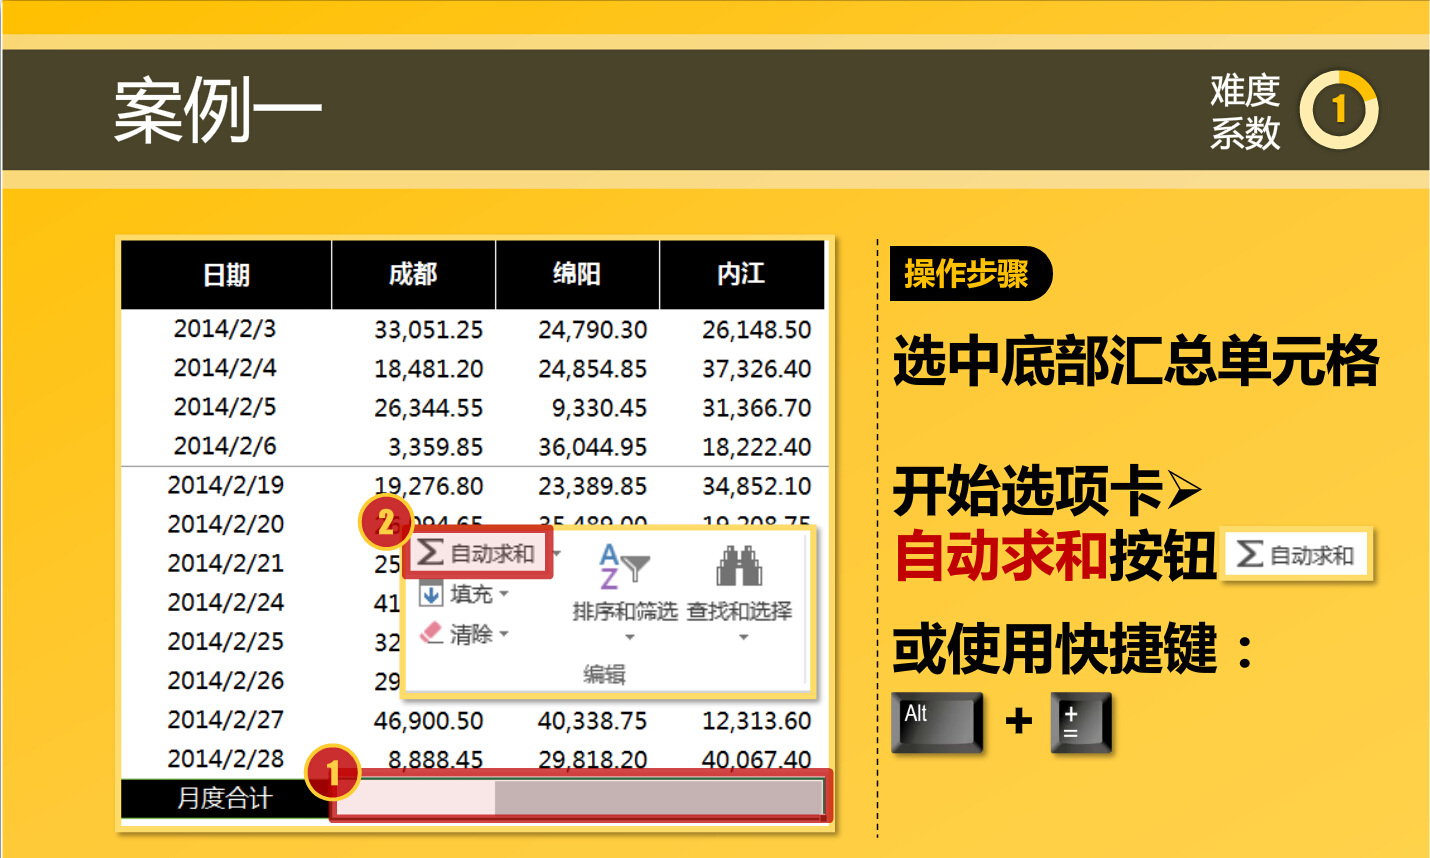 案例一
难度
系数
1
日期 成都 绵阳 内江
2014/2/3 33,051.25 24,790.30 26,148.50
2014/2/4 18,481.20 24,854.85 37,326.40
2014/2/5 26,344.55 9,330.45 31,366.70
2014/2/6 3,359.85 36,044.95 18,222.40
2014/2/19 19,276.80 23,389.85 34,852.10
2014/2/20
2014/2/21 25
2014/2/24 41
2014/2/25 32
2014/2/26 29
2014/2/27 46,900.50 40,338.75 12,313.60
2014/2/28 8,888.45 29,818.20 40,067.40
月度合计
1
2
Σ 自动求和
填充
清除
排序和筛选
查找和选择
编辑
操作步骤
选中底部汇总单元格
开始选项卡➢
自动求和按钮 Σ 自动求和
或使用快捷键：
Alt + + =